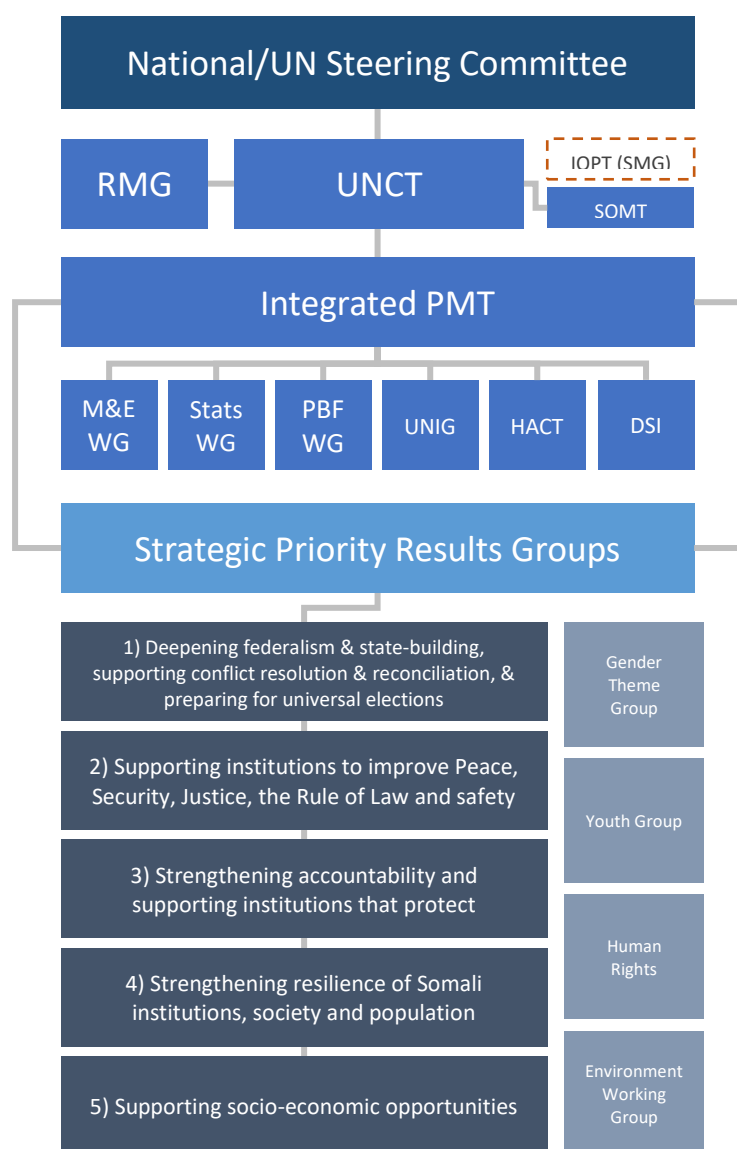 National/UN Steering Committee
RMG
UNCT
IOPT (SMG)
SOMT
Integrated PMT
M&E
WG
Stats
WG
PBF
WG
UNIG
HACT
DSI
Strategic Priority Results Groups
1) Deepening federalism & state-building,
supporting conflict resolution & reconciliation, &
preparing for universal elections
2) Supporting institutions to improve Peace,
Security, Justice, the Rule of Law and safety
3) Strengthening accountability and
supporting institutions that protect
4) Strengthening resilience of Somali
institutions, society and population
5) Supporting socio-economic opportunities
Gender
Theme
Group
Youth Group
Human
Rights
Environment
Working
Group